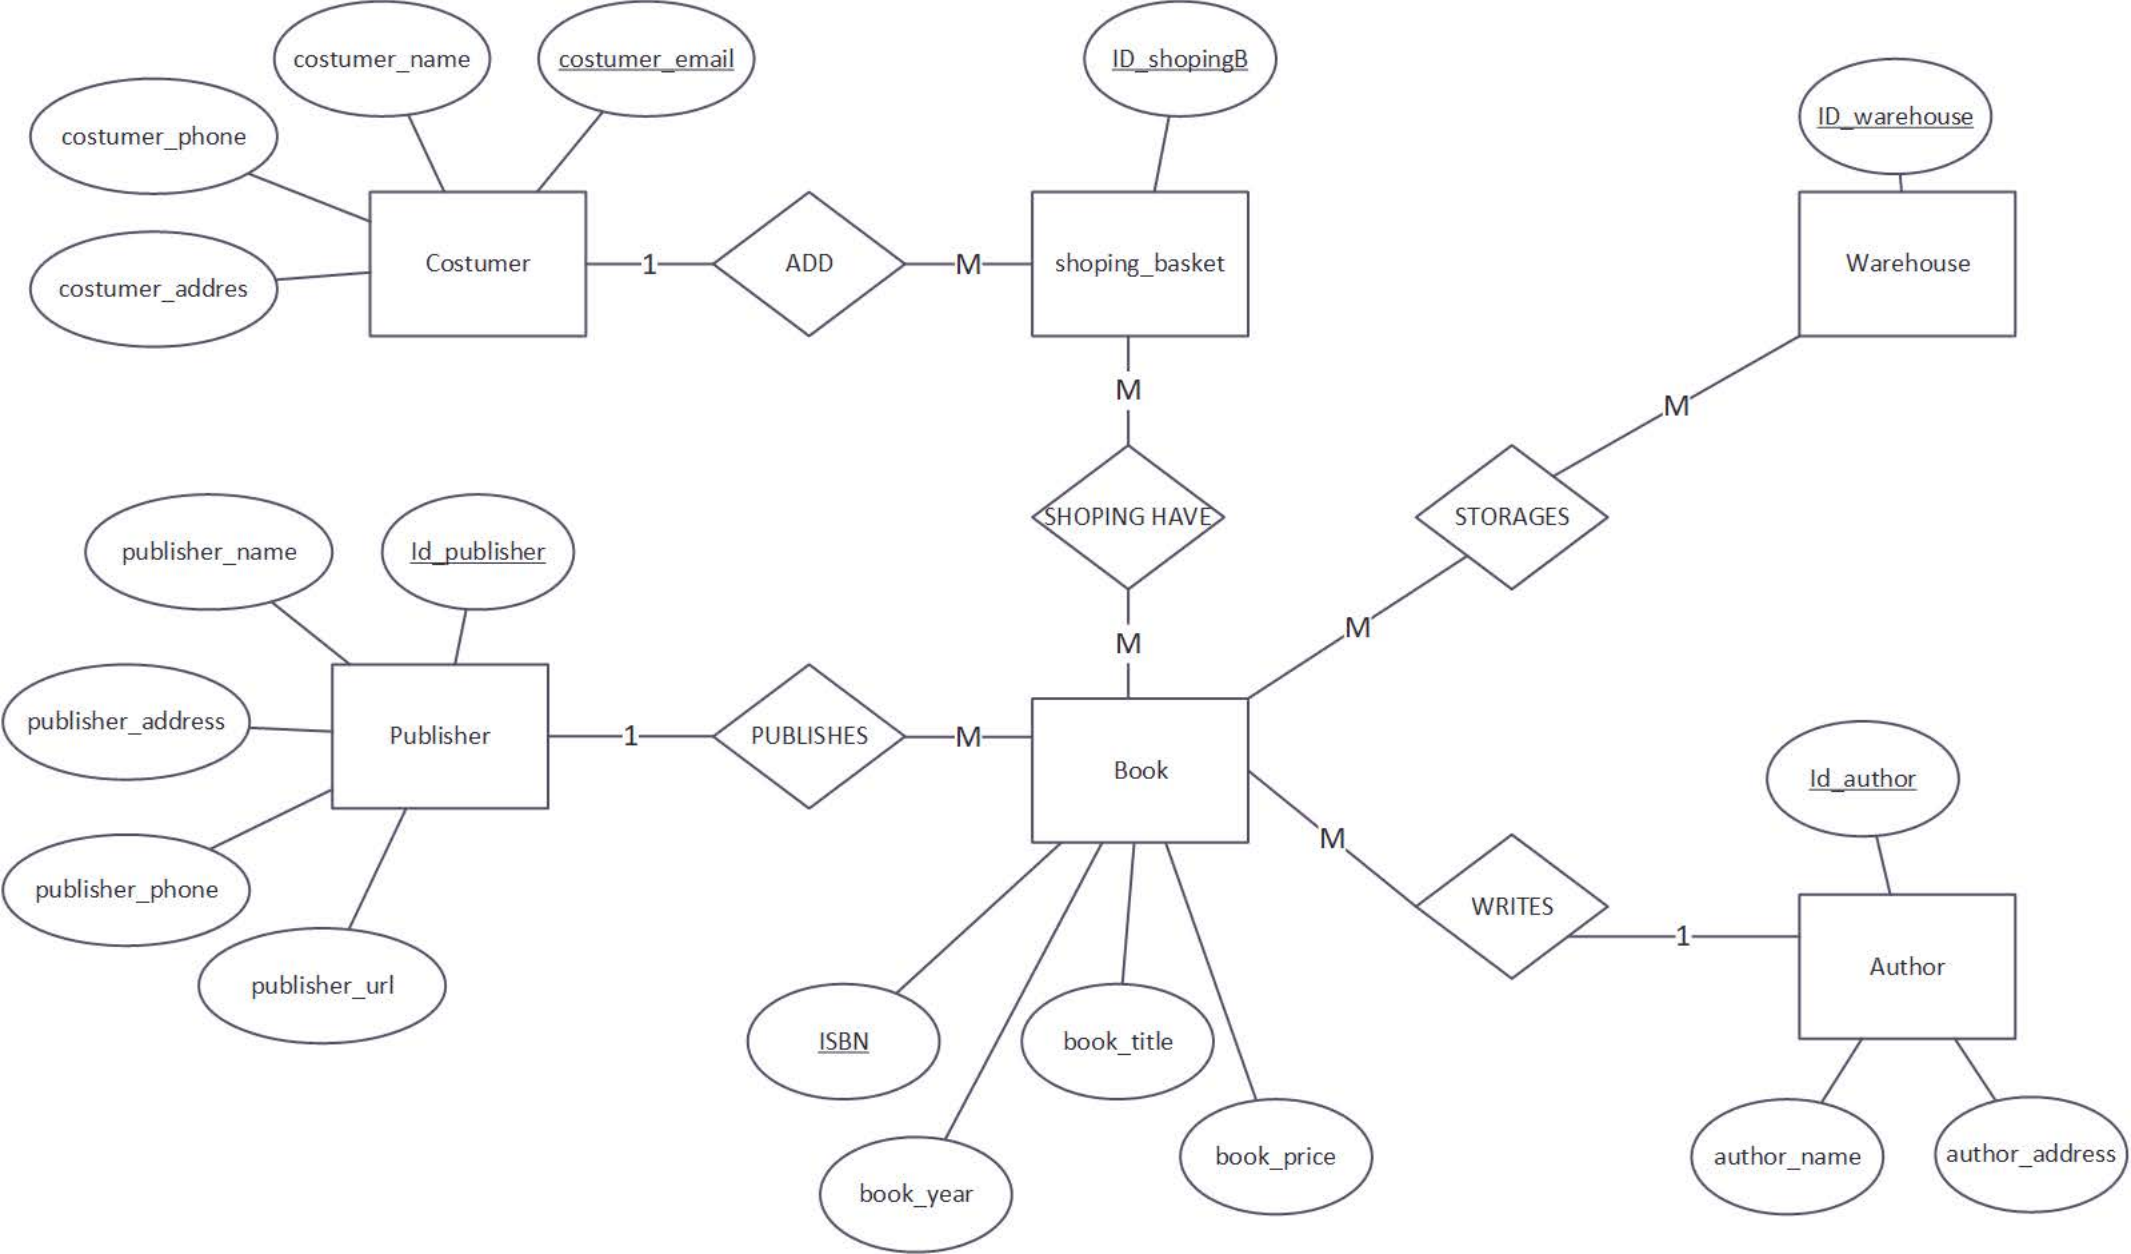 costumer_name
costumer_email
ID_shopingB
ID_warehouse
costumer_phone
costumer_addres
Costumer
1
ADD
M
shoping_basket
Warehouse
M
M
SHOPING HAVE
STORAGES
M
M
publisher_name
Id_publisher
publisher_address
Publisher
1
PUBLISHES
M
Book
Id_author
M
WRITES
1
Author
publisher_phone
publisher_url
ISBN
book_title
book_year
book_price
author_name
author_address